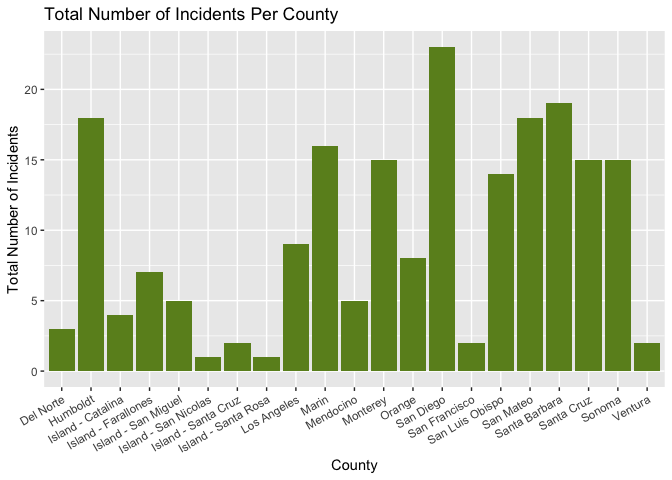 Total Number of Incidents Per County
Total Number of Incidents
20
15
10
5
0
Del Norte
Humboldt
Island - Catalina
Island - Farallones
Island - San Miguel
Island - San Nicolas
Island - Santa Cruz
Island - Santa Rosa
Los Angeles
Marin
Mendocino
Monterey
Orange
San Diego
San Francisco
San Luis Obispo
San Mateo
Santa Barbara
Santa Cruz
Sonoma
Ventura
County